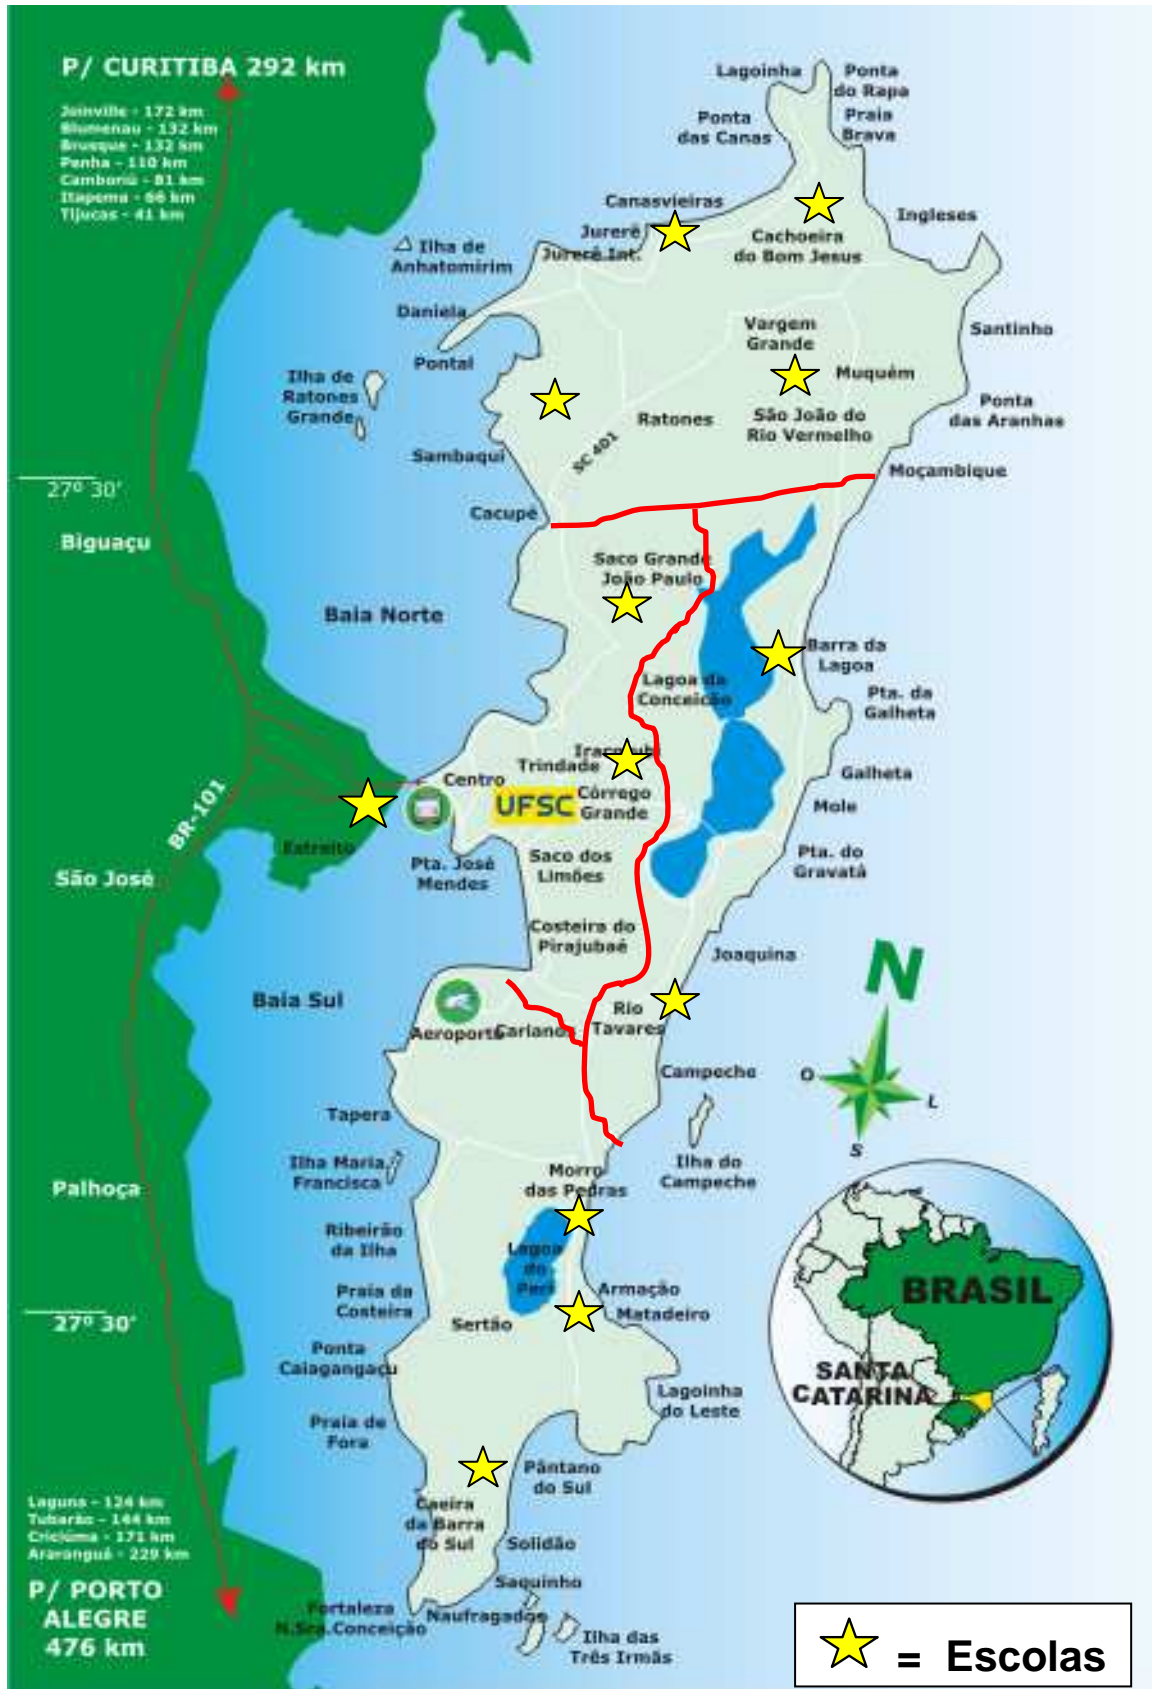 P/ CURITIBA 292 km
Joinville - 172 km
Blumenau - 132 km
Brusque - 132 km
Penha - 110 km
Camboriú - 81 km
Itapema - 66 km
Tijucas - 41 km
Lagoinha
Ponta
do Rapa
Ponta
das Canas
Praia
Brava
Canasvieiras
Ingleses
Jurerê
Jurerê Int.
Cachoeira
do Bom Jesus
Ilha de
Anhatomirim
Daniela
Pontal
Vargem
Grande
Santinho
Muquém
Ilha de
Ratones
Grande
Ratones
São João do
Rio Vermelho
Ponta
das Aranhas
SC 401
Sambaqui
Moçambique
27º 30'
Cacupé
Biguaçu
Saco Grande
João Paulo
Baia Norte
Barra da
Lagoa
Lagoa da
Conceição
Pta. da
Galheta
Trindade
Centro
Galheta
UFSC
Córrego
Grande
Mole
BR-101
Estreito
Pta. José
Mendes
Saco dos
Limões
Pta. do
Gravatá
São José
Costeira do
Pirajubaé
Joaquina
N
Baia Sul
Aeroporto
Carianos
Rio
Tavares
Campeche
O
L
S
Tapera
Ilha Maria
Francisca
Morro
das Pedras
Ilha do
Campeche
Palhoça
Ribeirão
da Ilha
Lagoa
do
Peri
Praia da
Costeira
Armação
Matadeiro
Sertão
27º 30'
BRASIL
SANTA
CATARINA
Ponta
Caiagangaçu
Lagoinha
do Leste
Praia de
Fora
Pântano
do Sul
Caeira
da Barra
do Sul
Solidão
Saquinho
Laguna - 124 km
Tubarão - 144 km
Criciúma - 171 km
Araranguá - 229 km
P/ PORTO
ALEGRE
476 km
Fortaleza
N.Sra.Conceição
Naufragados
Ilha das
Três Irmãs
= Escolas